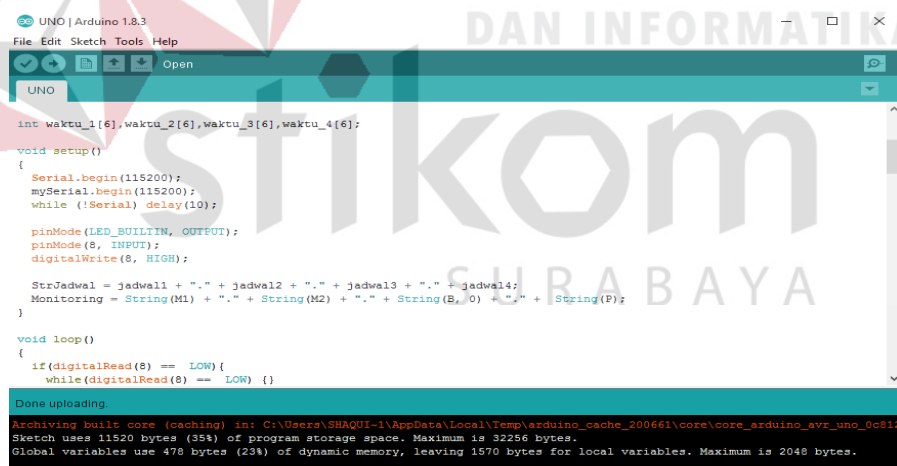 DAN INFORMATIKA
UNO | Arduino 1.8.3
File Edit Sketch Tools Help
Open
UNO
stikom
SURABAYA
int waktu_1[6],waktu_2[6],waktu_3[6],waktu_4[6];
void setup()
{
Serial.begin(115200);
mySerial.begin(115200);
while (!Serial) delay(10);
pinMode(LED_BUILTIN, OUTPUT);
pinMode(8, INPUT);
digitalWrite(8, HIGH);
StrJadwal = jadwal1 + "." + jadwal2 + "." + jadwal3 + "." + jadwal4;
Monitoring = String(M1) + "." + String(M2) + "." + String(B, 0) + "." + String(P);
}
void loop()
{
if(digitalRead(8) == LOW){
while(digitalRead(8) == LOW) {}
Done uploading.
Archiving built core (caching) in: C:\Users\SHAQUI~1\AppData\Local\Temp\arduino_cache_200661\core\core_arduino_avr_uno_0c812
Sketch uses 11520 bytes (35%) of program storage space. Maximum is 32256 bytes.
Global variables use 478 bytes (23%) of dynamic memory, leaving 1570 bytes for local variables. Maximum is 2048 bytes.